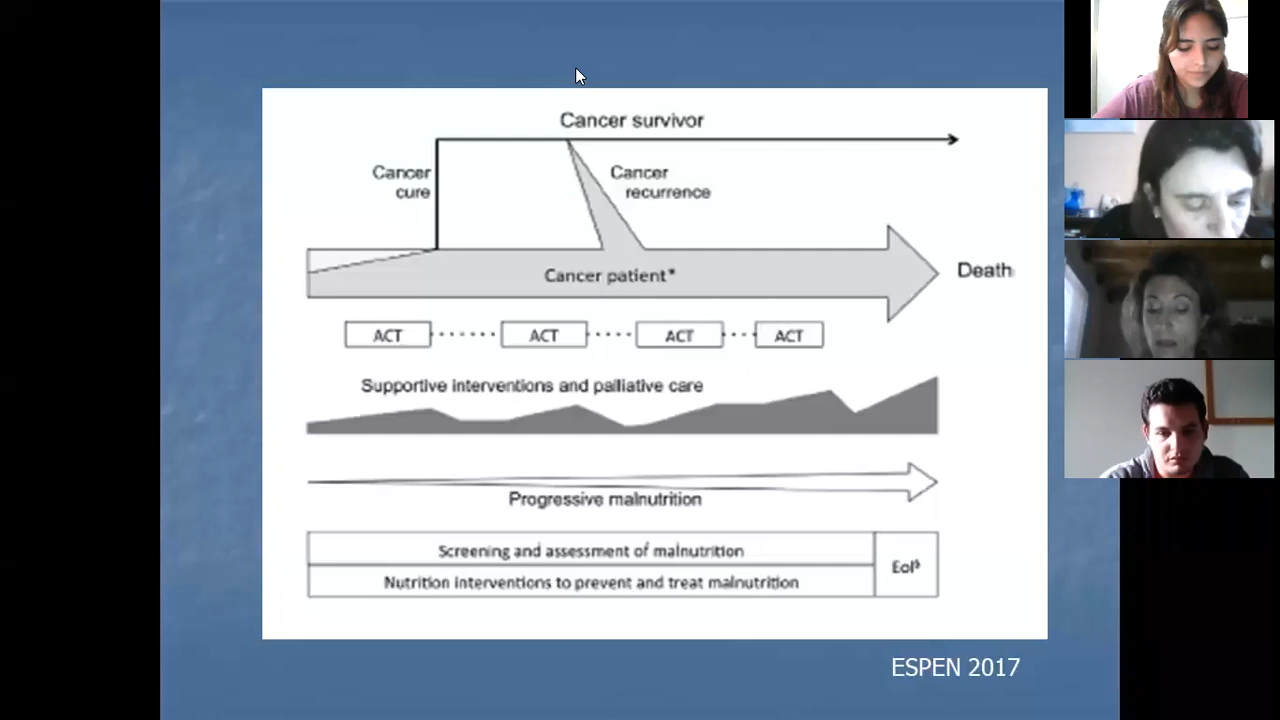 Cancer survivor
Cancer
cure
Cancer
recurrence
Cancer patient*
Death
ACT
ACT
ACT
ACT
Supportive interventions and palliative care
Progressive malnutrition
Screening and assessment of malnutrition
Nutrition interventions to prevent and treat malnutrition
Eol$
ESPEN 2017